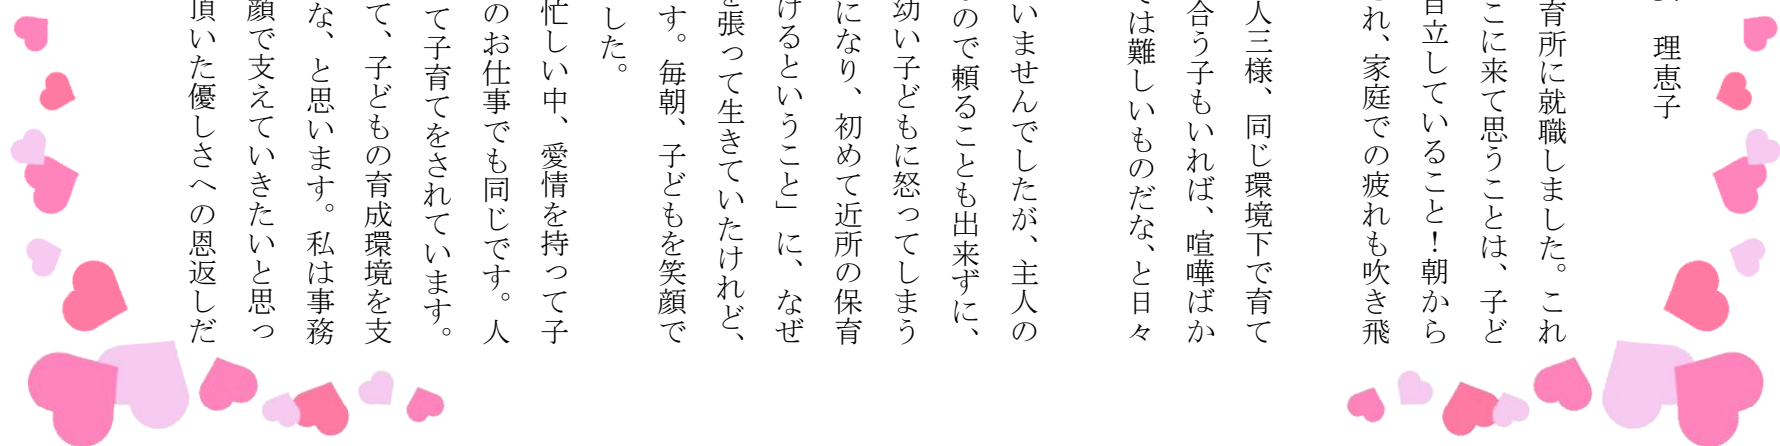 理恵子
育所に就職しました。これ
こに来て思うことは、子ど
自立していること！朝から
れ、家庭での疲れも吹き飛
人三様、同じ環境下で育て
合う子もいれば、喧嘩ばか
では難しいものだな、と日々
いませんでしたが、主人の
ので頼ることも出来ずに、
幼い子どもに怒ってしまう
になり、初めて近所の保育
けるということ」に、なぜ
を張って生きていたけれど、
す。毎朝、子どもを笑顔で
した。
忙しい中、愛情を持って子
のお仕事でも同じです。人
て子育てをされています。
て、子どもの育成環境を支
な、と思います。私は事務
顔で支えていきたいと思っ
頂いた優しさへの恩返しだ